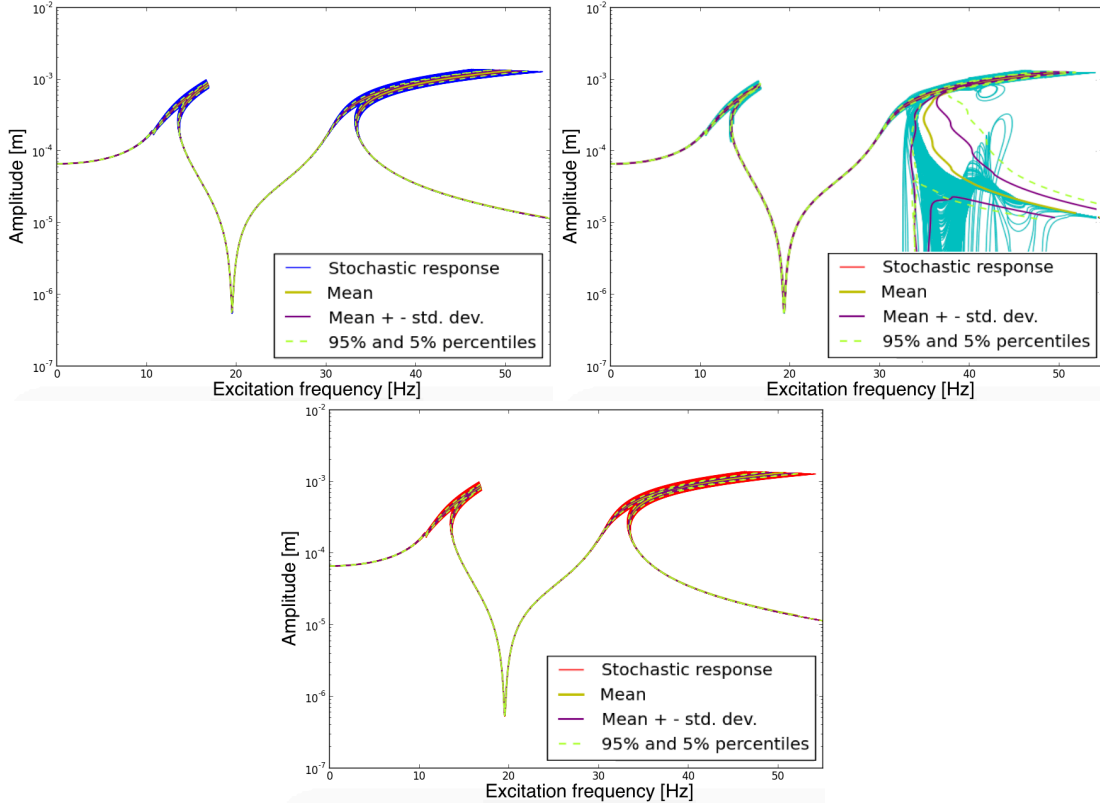 10⁻²
10⁻³
10⁻⁴
10⁻⁵
10⁻⁶
10⁻⁷
Amplitude [m]
Stochastic response
Mean
Mean + - std. dev.
95% and 5% percentiles
0 10 20 30 40 50
Excitation frequency [Hz]
10⁻²
10⁻³
10⁻⁴
10⁻⁵
10⁻⁶
10⁻⁷
Amplitude [m]
Stochastic response
Mean
Mean + - std. dev.
95% and 5% percentiles
0 10 20 30 40 50
Excitation frequency [Hz]
10⁻²
10⁻³
10⁻⁴
10⁻⁵
10⁻⁶
10⁻⁷
Amplitude [m]
Stochastic response
Mean
Mean + - std. dev.
95% and 5% percentiles
0 10 20 30 40 50
Excitation frequency [Hz]